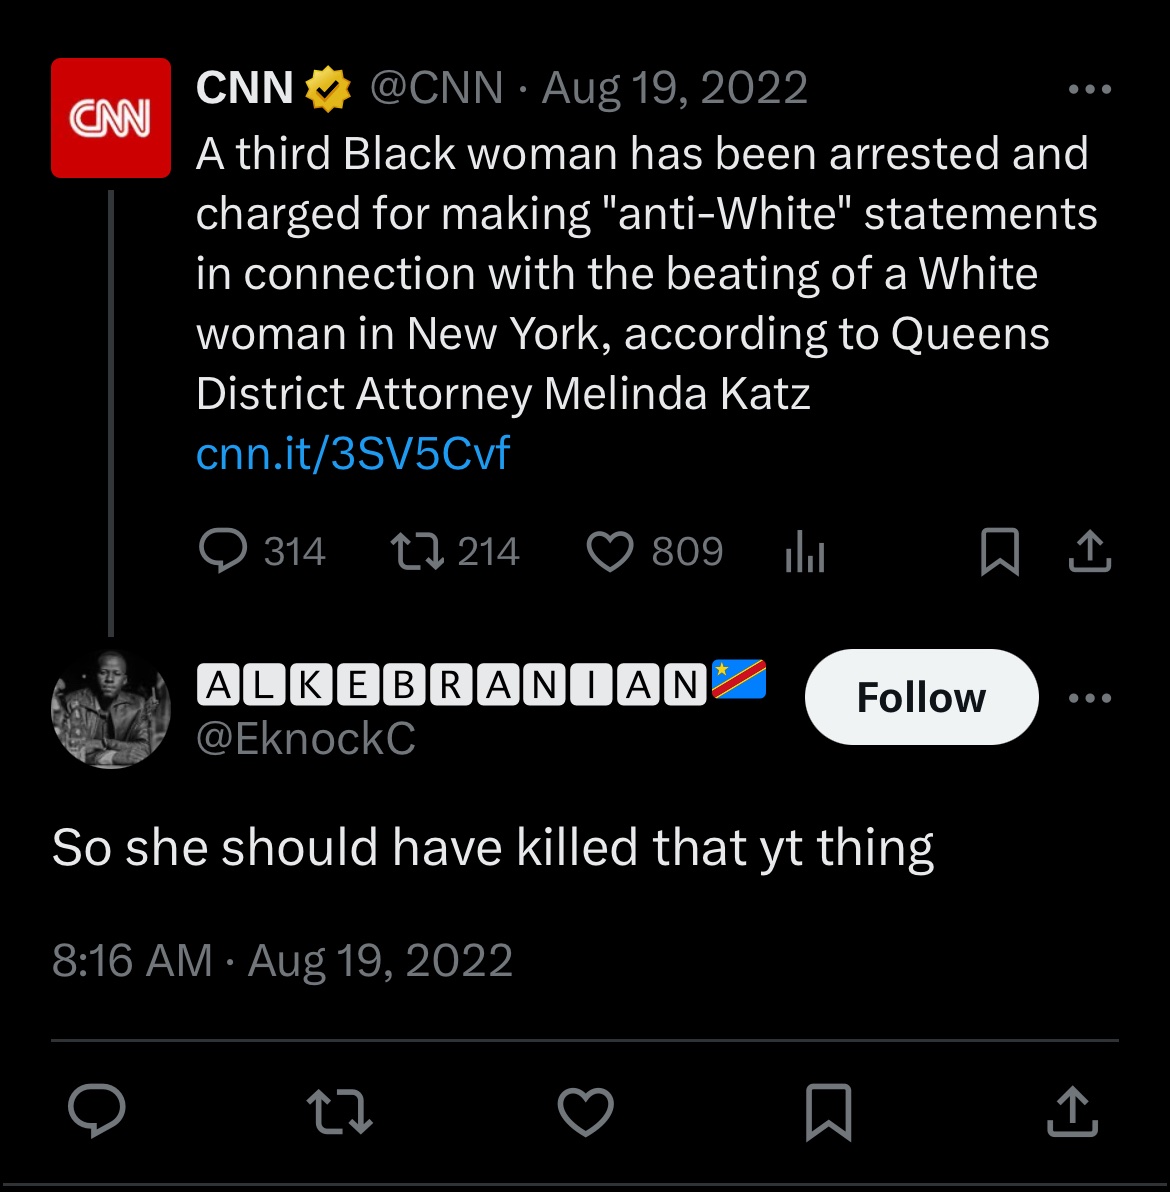 CNN
CNN @CNN · Aug 19, 2022
A third Black woman has been arrested and
charged for making "anti-White" statements
in connection with the beating of a White
woman in New York, according to Queens
District Attorney Melinda Katz
cnn.it/3SV5Cvf
314 214 809
ALKEBRANIAN🇨🇩 Follow
@EknockC
So she should have killed that yt thing
8:16 AM · Aug 19, 2022